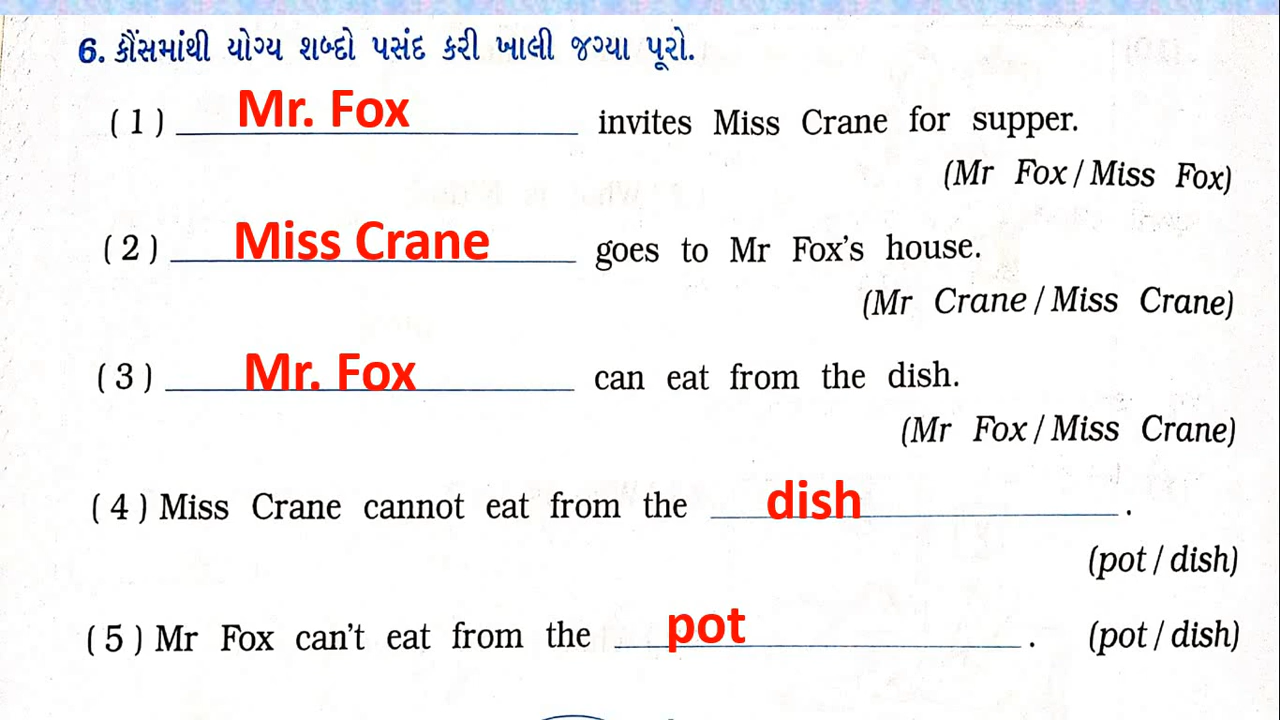 6. કૌંસમાંથી યોગ્ય શબ્દો પસંદ કરી ખાલી જગ્યા પૂરો.
(1) Mr. Fox invites Miss Crane for supper.
(Mr Fox/Miss Fox)
(2) Miss Crane goes to Mr Fox's house.
(Mr Crane/Miss Crane)
(3) Mr. Fox can eat from the dish.
(Mr Fox/Miss Crane)
(4) Miss Crane cannot eat from the dish.
(pot/dish)
(5) Mr Fox can't eat from the pot. (pot/dish)